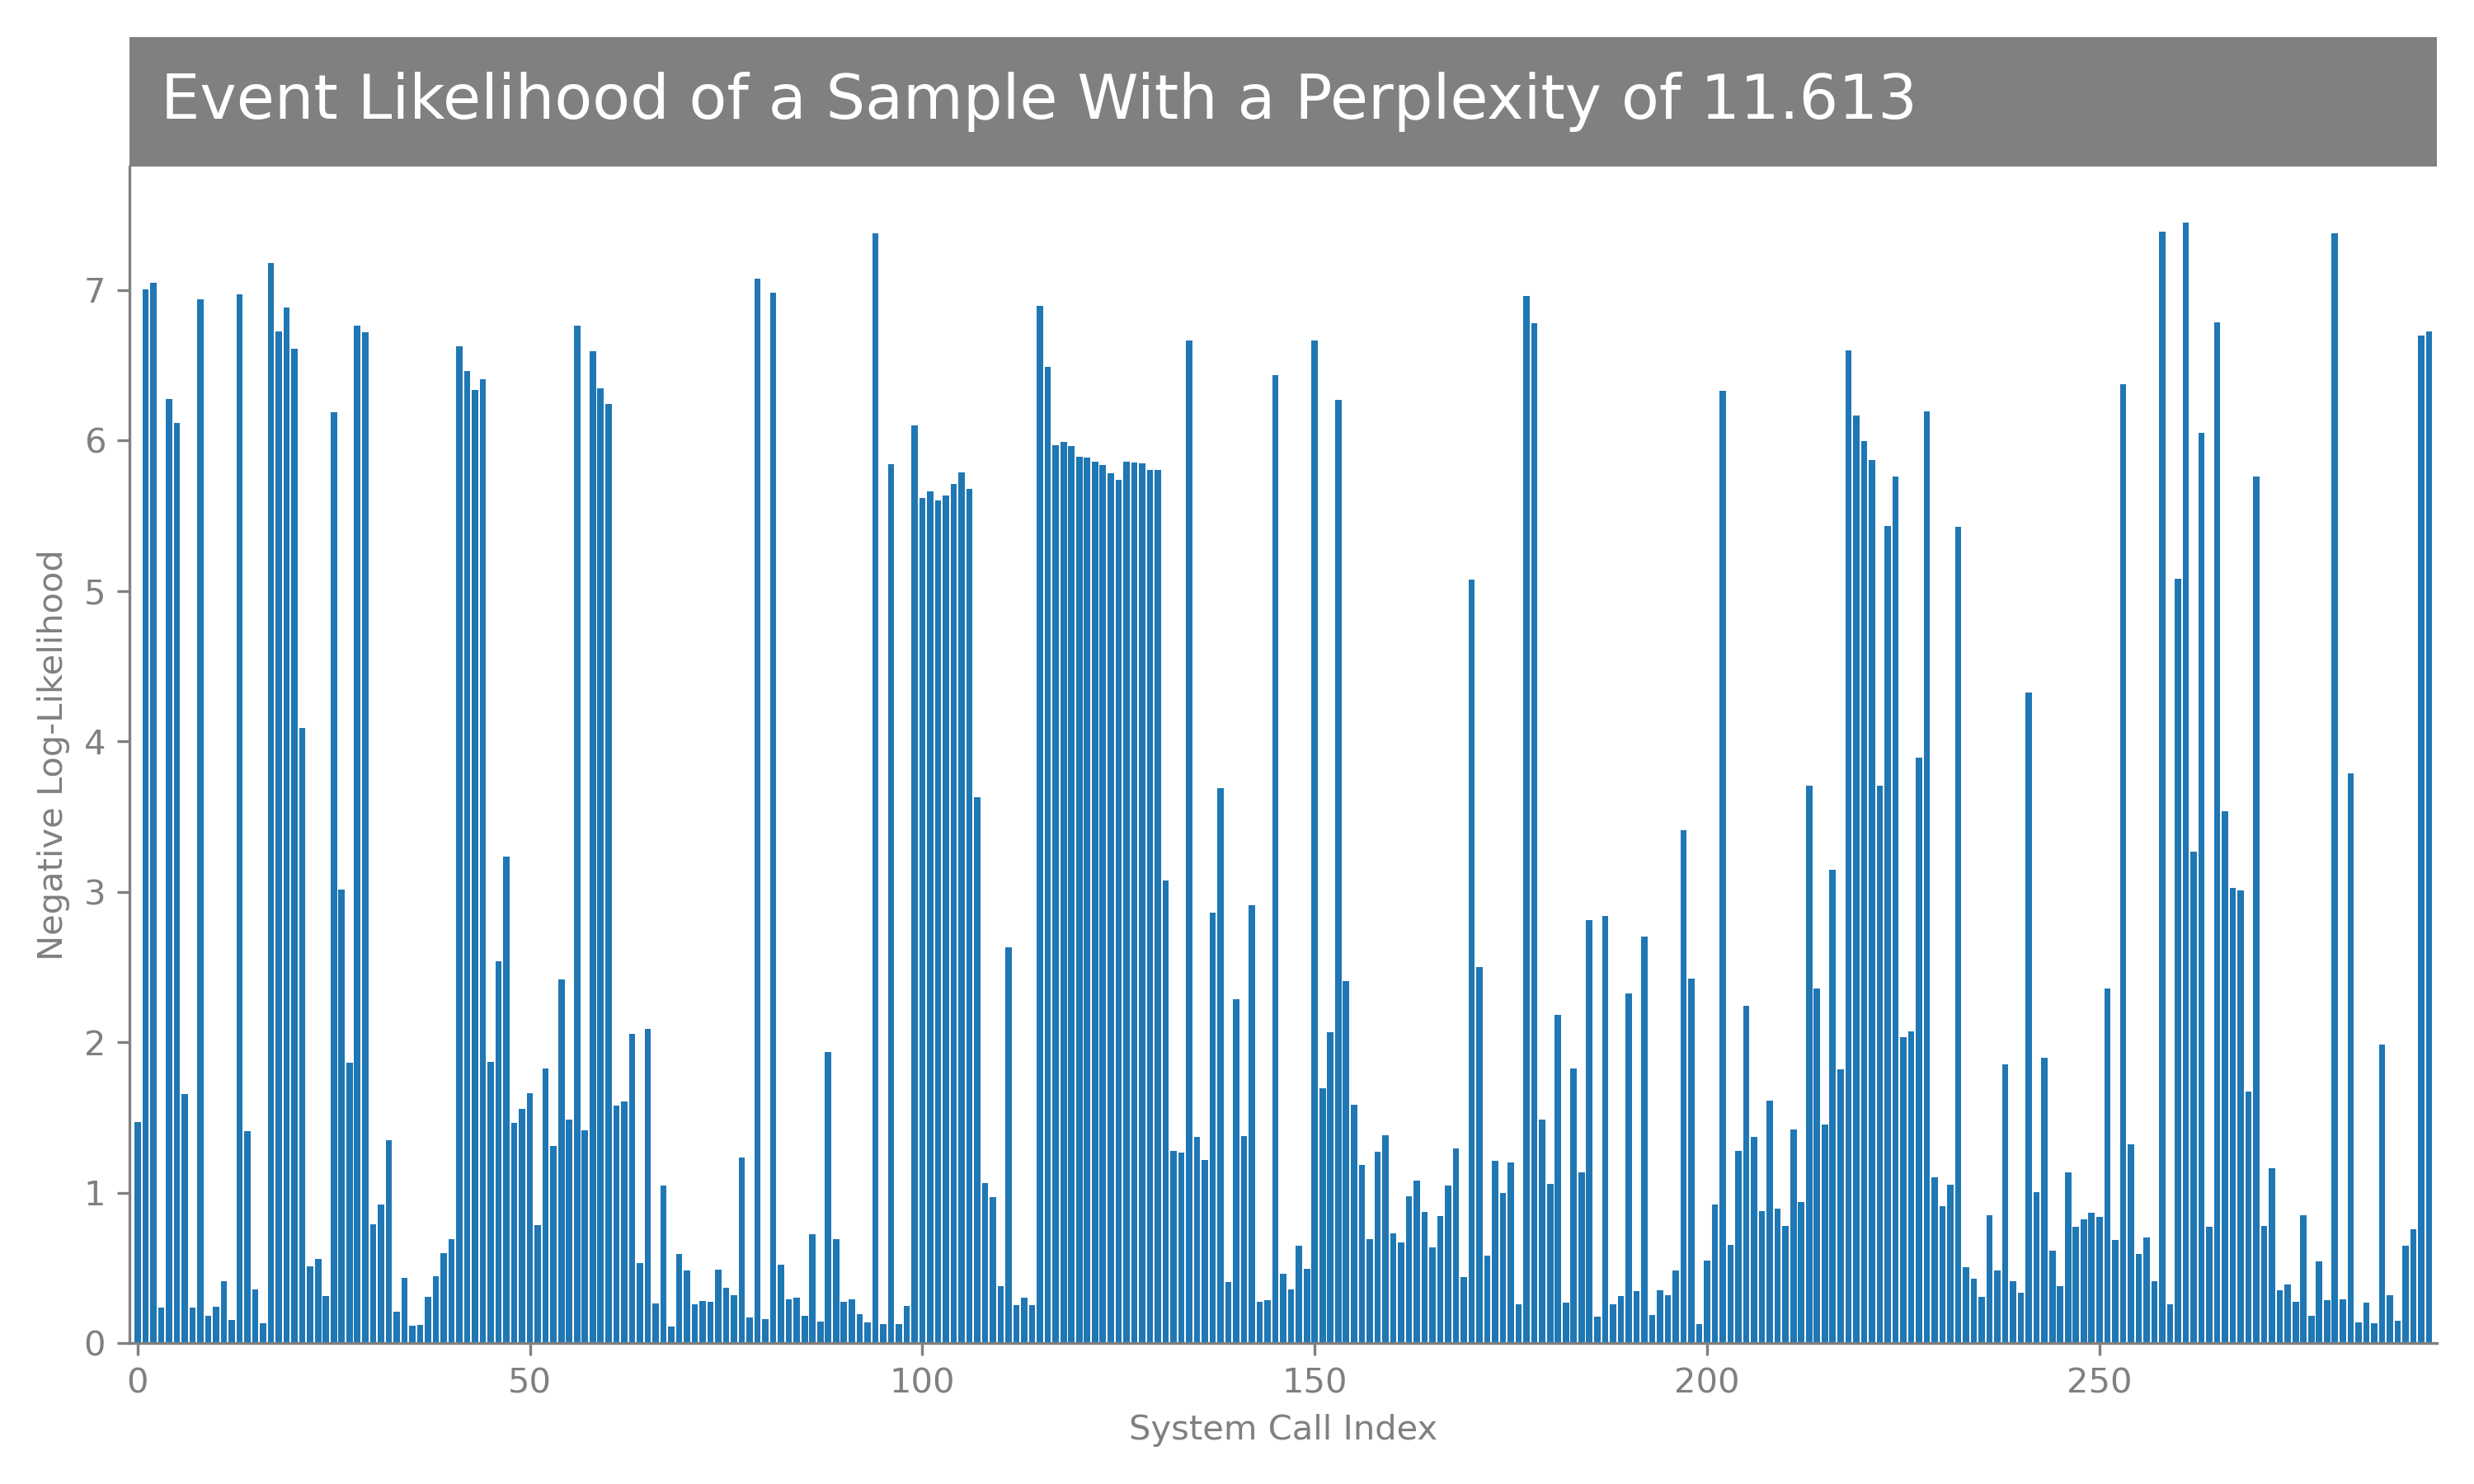 Event Likelihood of a Sample With a Perplexity of 11.613
Negative Log-Likelihood
7
6
5
4
3
2
1
0
0 50 100 150 200 250
System Call Index